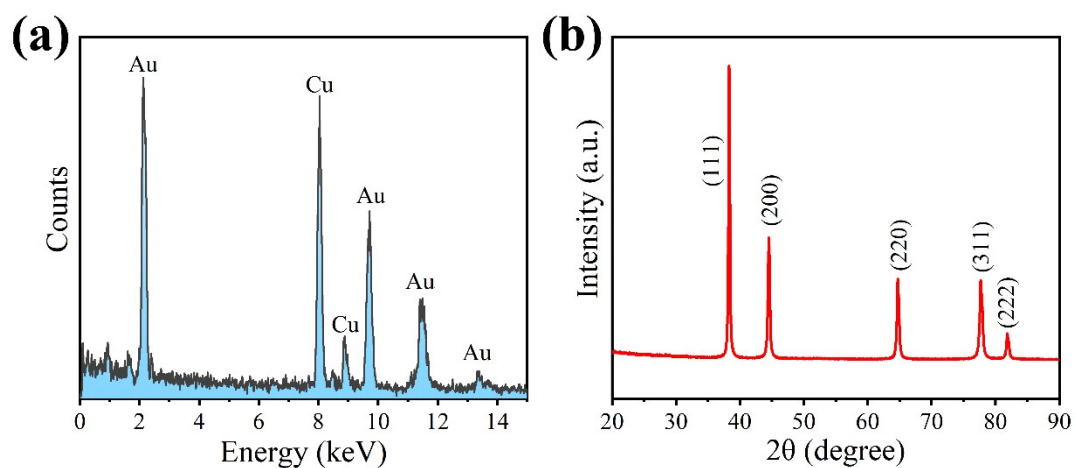 (a)
Au
Cu
Au
Au
Cu
Au
Counts
0 2 4 6 8 10 12 14
Energy (keV)
(b)
(111)
(200)
(220)
(311)
(222)
Intensity (a.u.)
20 30 40 50 60 70 80 90
2θ (degree)